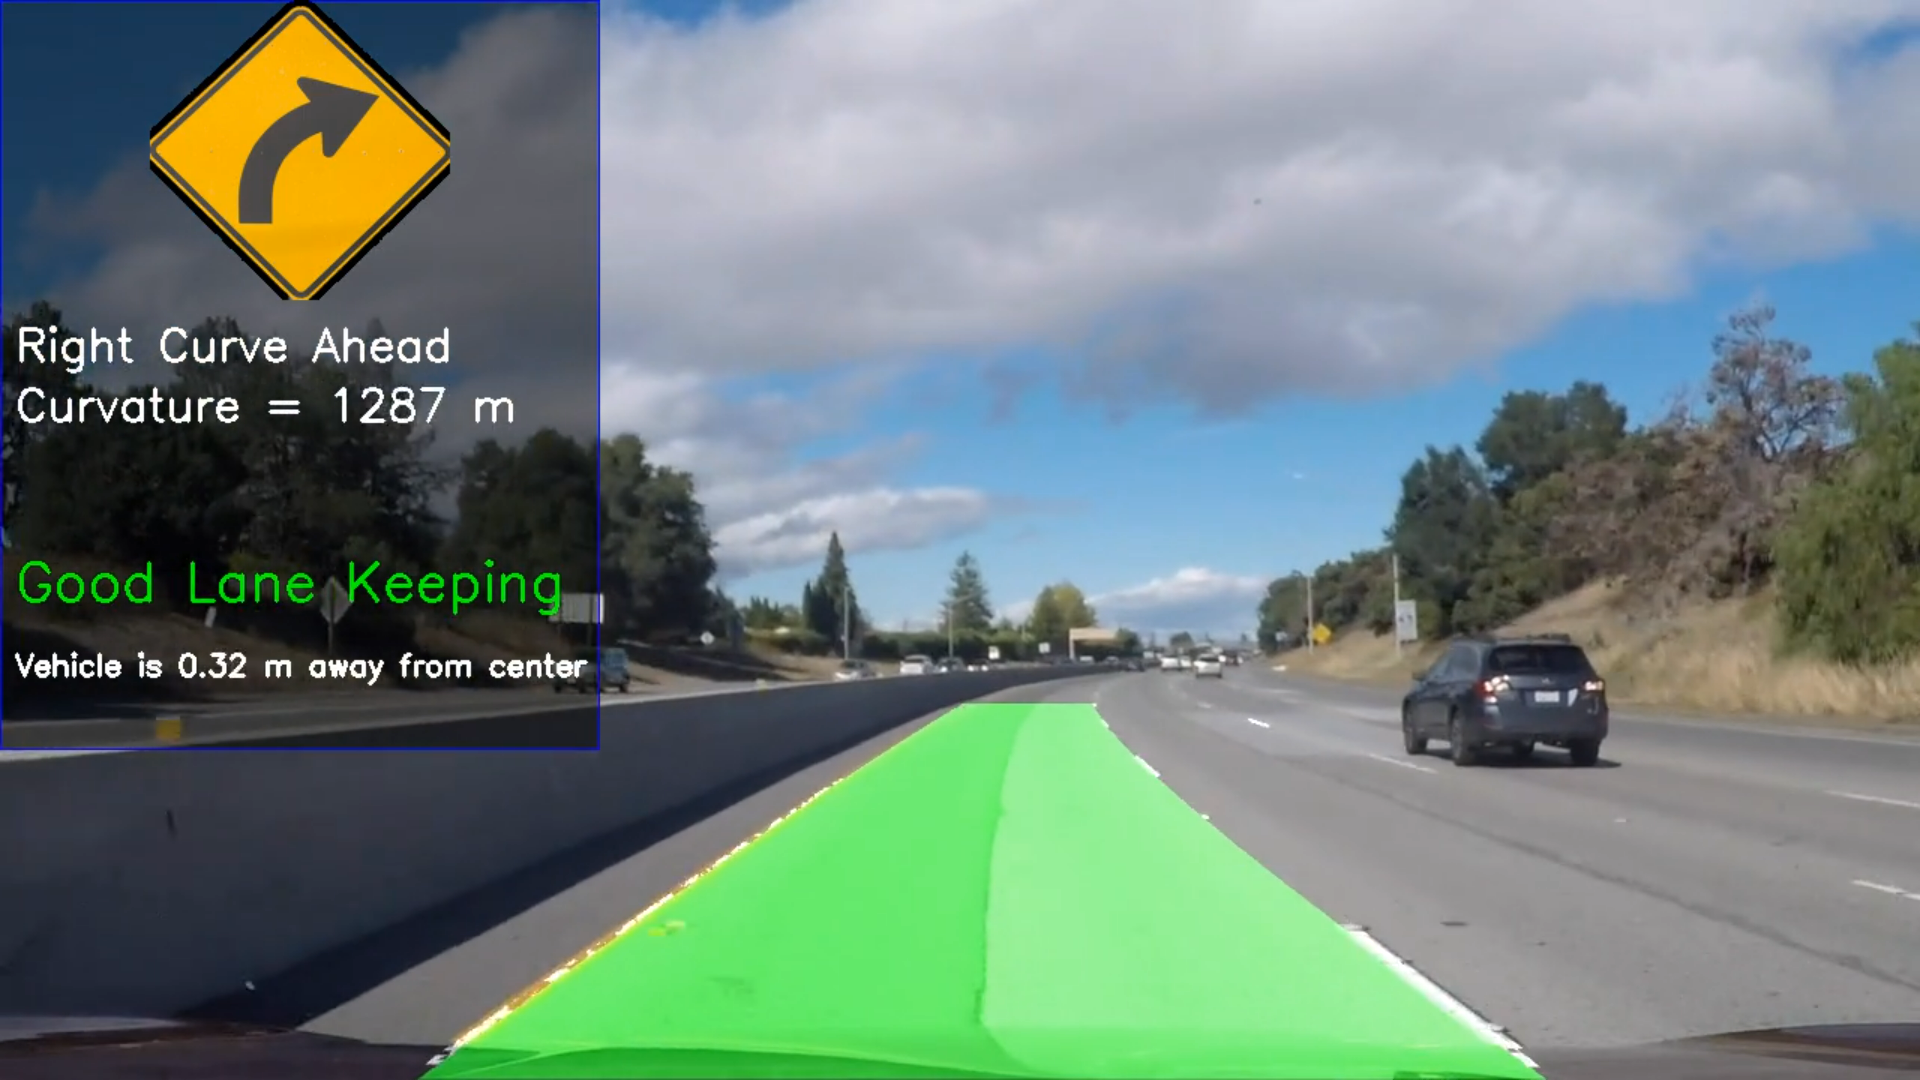 Right Curve Ahead
Curvature = 1287 m
Good Lane Keeping
Vehicle is 0.32 m away from center